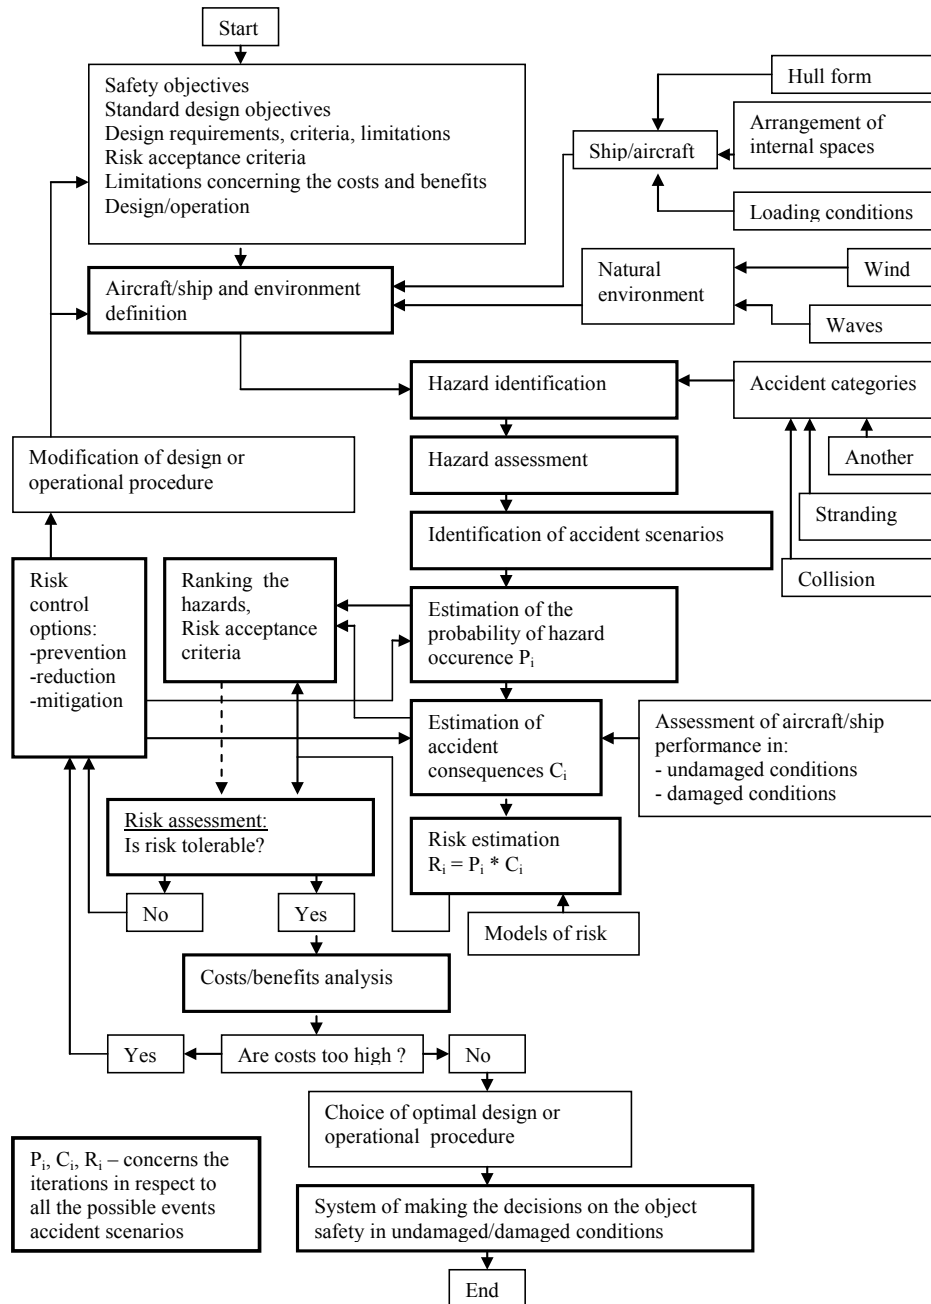 Start
Safety objectives
Standard design objectives
Design requirements, criteria, limitations
Risk acceptance criteria
Limitations concerning the costs and benefits
Design/operation
Hull form
Arrangement of
internal spaces
Ship/aircraft
Loading conditions
Aircraft/ship and environment
definition
Natural
environment
Wind
Waves
Hazard identification
Accident categories
Modification of design or
operational procedure
Hazard assessment
Another
Stranding
Identification of accident scenarios
Collision
Risk
control
options:
-prevention
-reduction
-mitigation
Ranking the
hazards,
Risk acceptance
criteria
Estimation of the
probability of hazard
occurence Pi
Estimation of
accident
consequences Ci
Assessment of aircraft/ship
performance in:
- undamaged conditions
- damaged conditions
Risk assessment:
Is risk tolerable?
Risk estimation
Ri = Pi * Ci
No
Yes
Models of risk
Costs/benefits analysis
Yes
Are costs too high ?
No
Choice of optimal design or
operational procedure
Pi, Ci, Ri – concerns the
iterations in respect to
all the possible events
accident scenarios
System of making the decisions on the object
safety in undamaged/damaged conditions
End